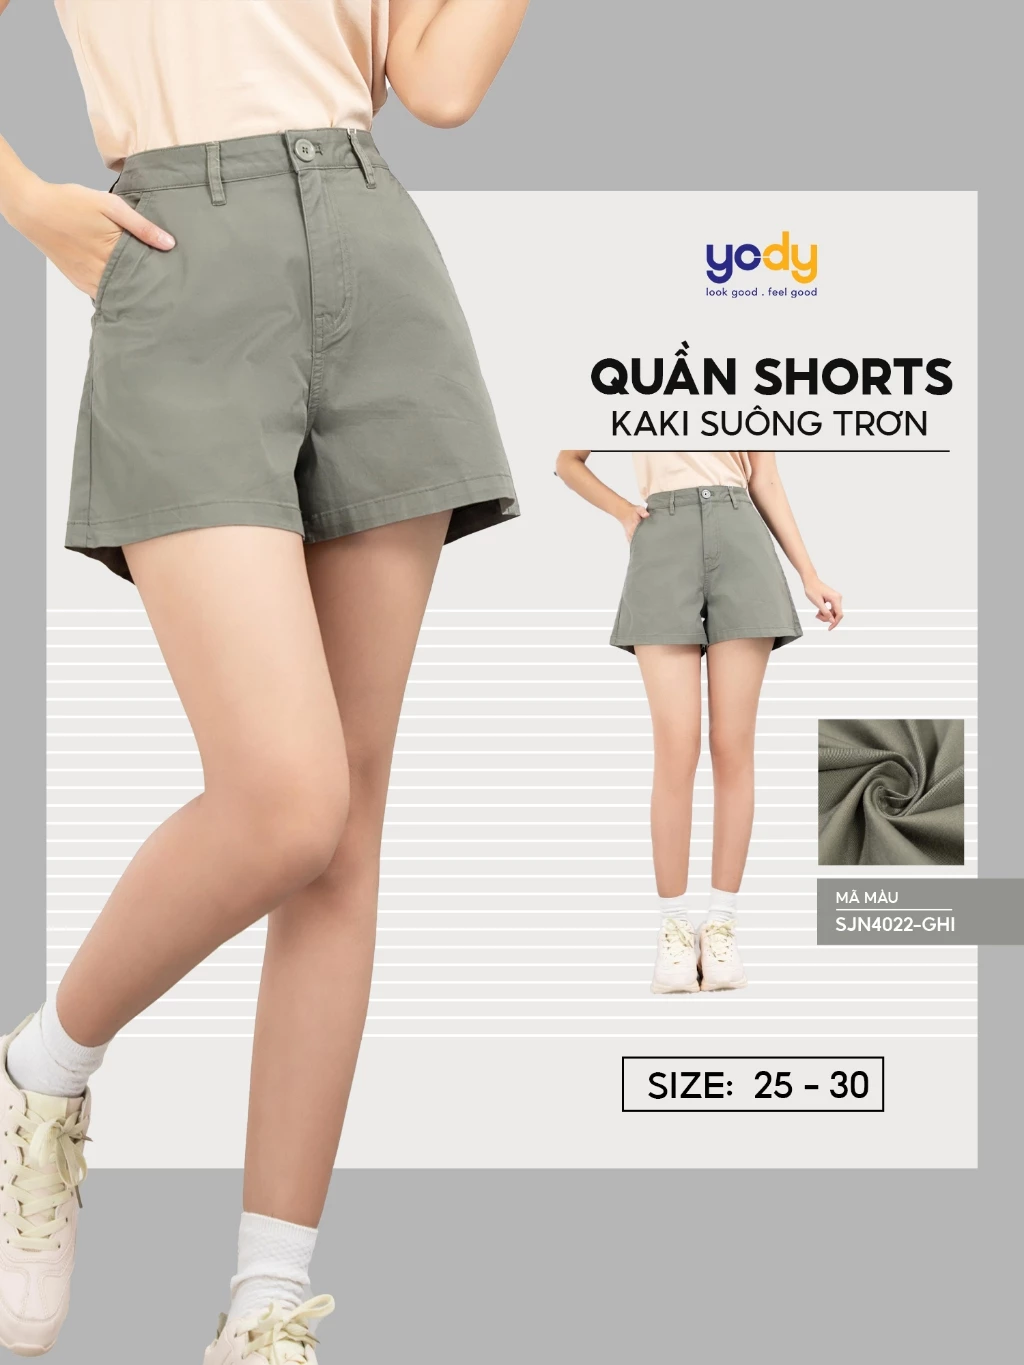 yody
look good . feel good
QUẦN SHORTS
KAKI SUÔNG TRƠN
MÃ MÀU
SJN4022-GHI
SIZE: 25 - 30